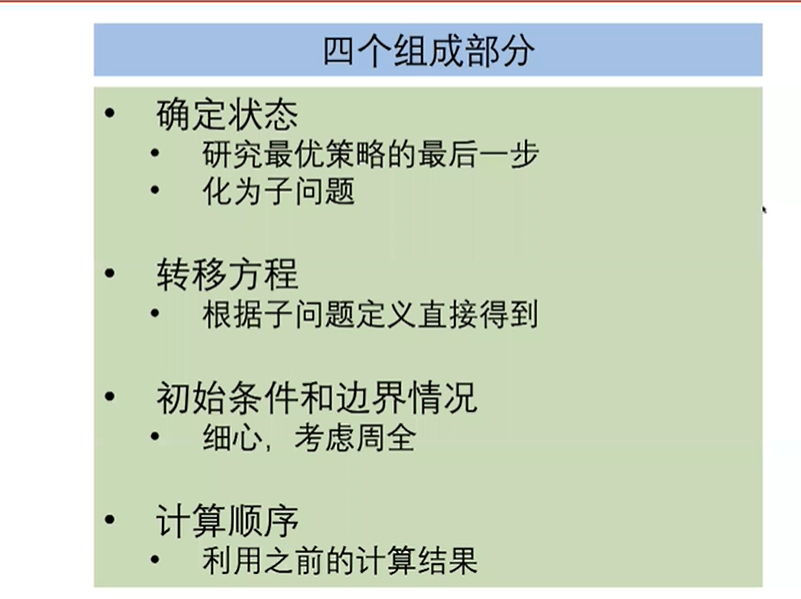 四个组成部分
• 确定状态
• 研究最优策略的最后一步
• 化为子问题
• 转移方程
• 根据子问题定义直接得到
• 初始条件和边界情况
• 细心，考虑周全
• 计算顺序
• 利用之前的计算结果